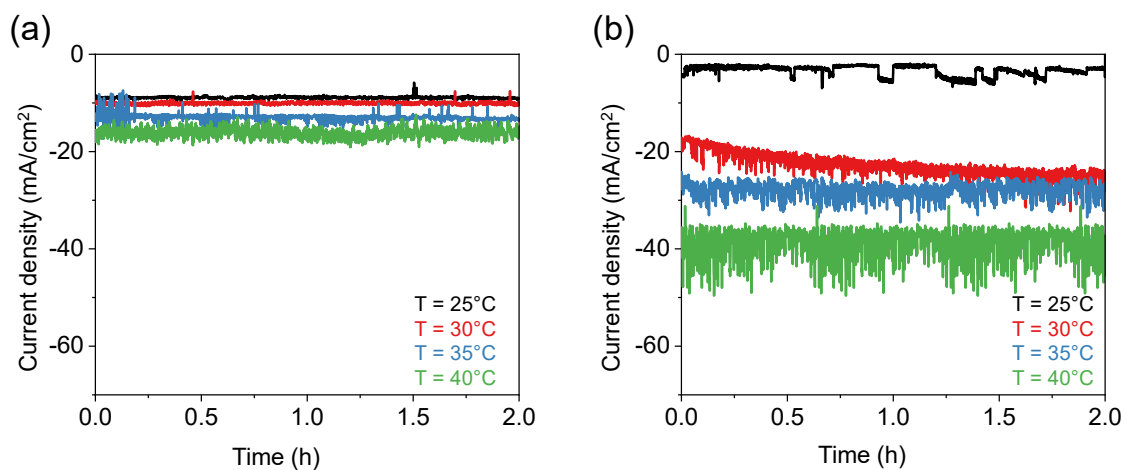 (a)
0
-20
-40
-60
Current density (mA/cm²)
T = 25°C
T = 30°C
T = 35°C
T = 40°C
0.0 0.5 1.0 1.5 2.0
Time (h)
(b)
0
-20
-40
-60
Current density (mA/cm²)
T = 25°C
T = 30°C
T = 35°C
T = 40°C
0.0 0.5 1.0 1.5 2.0
Time (h)